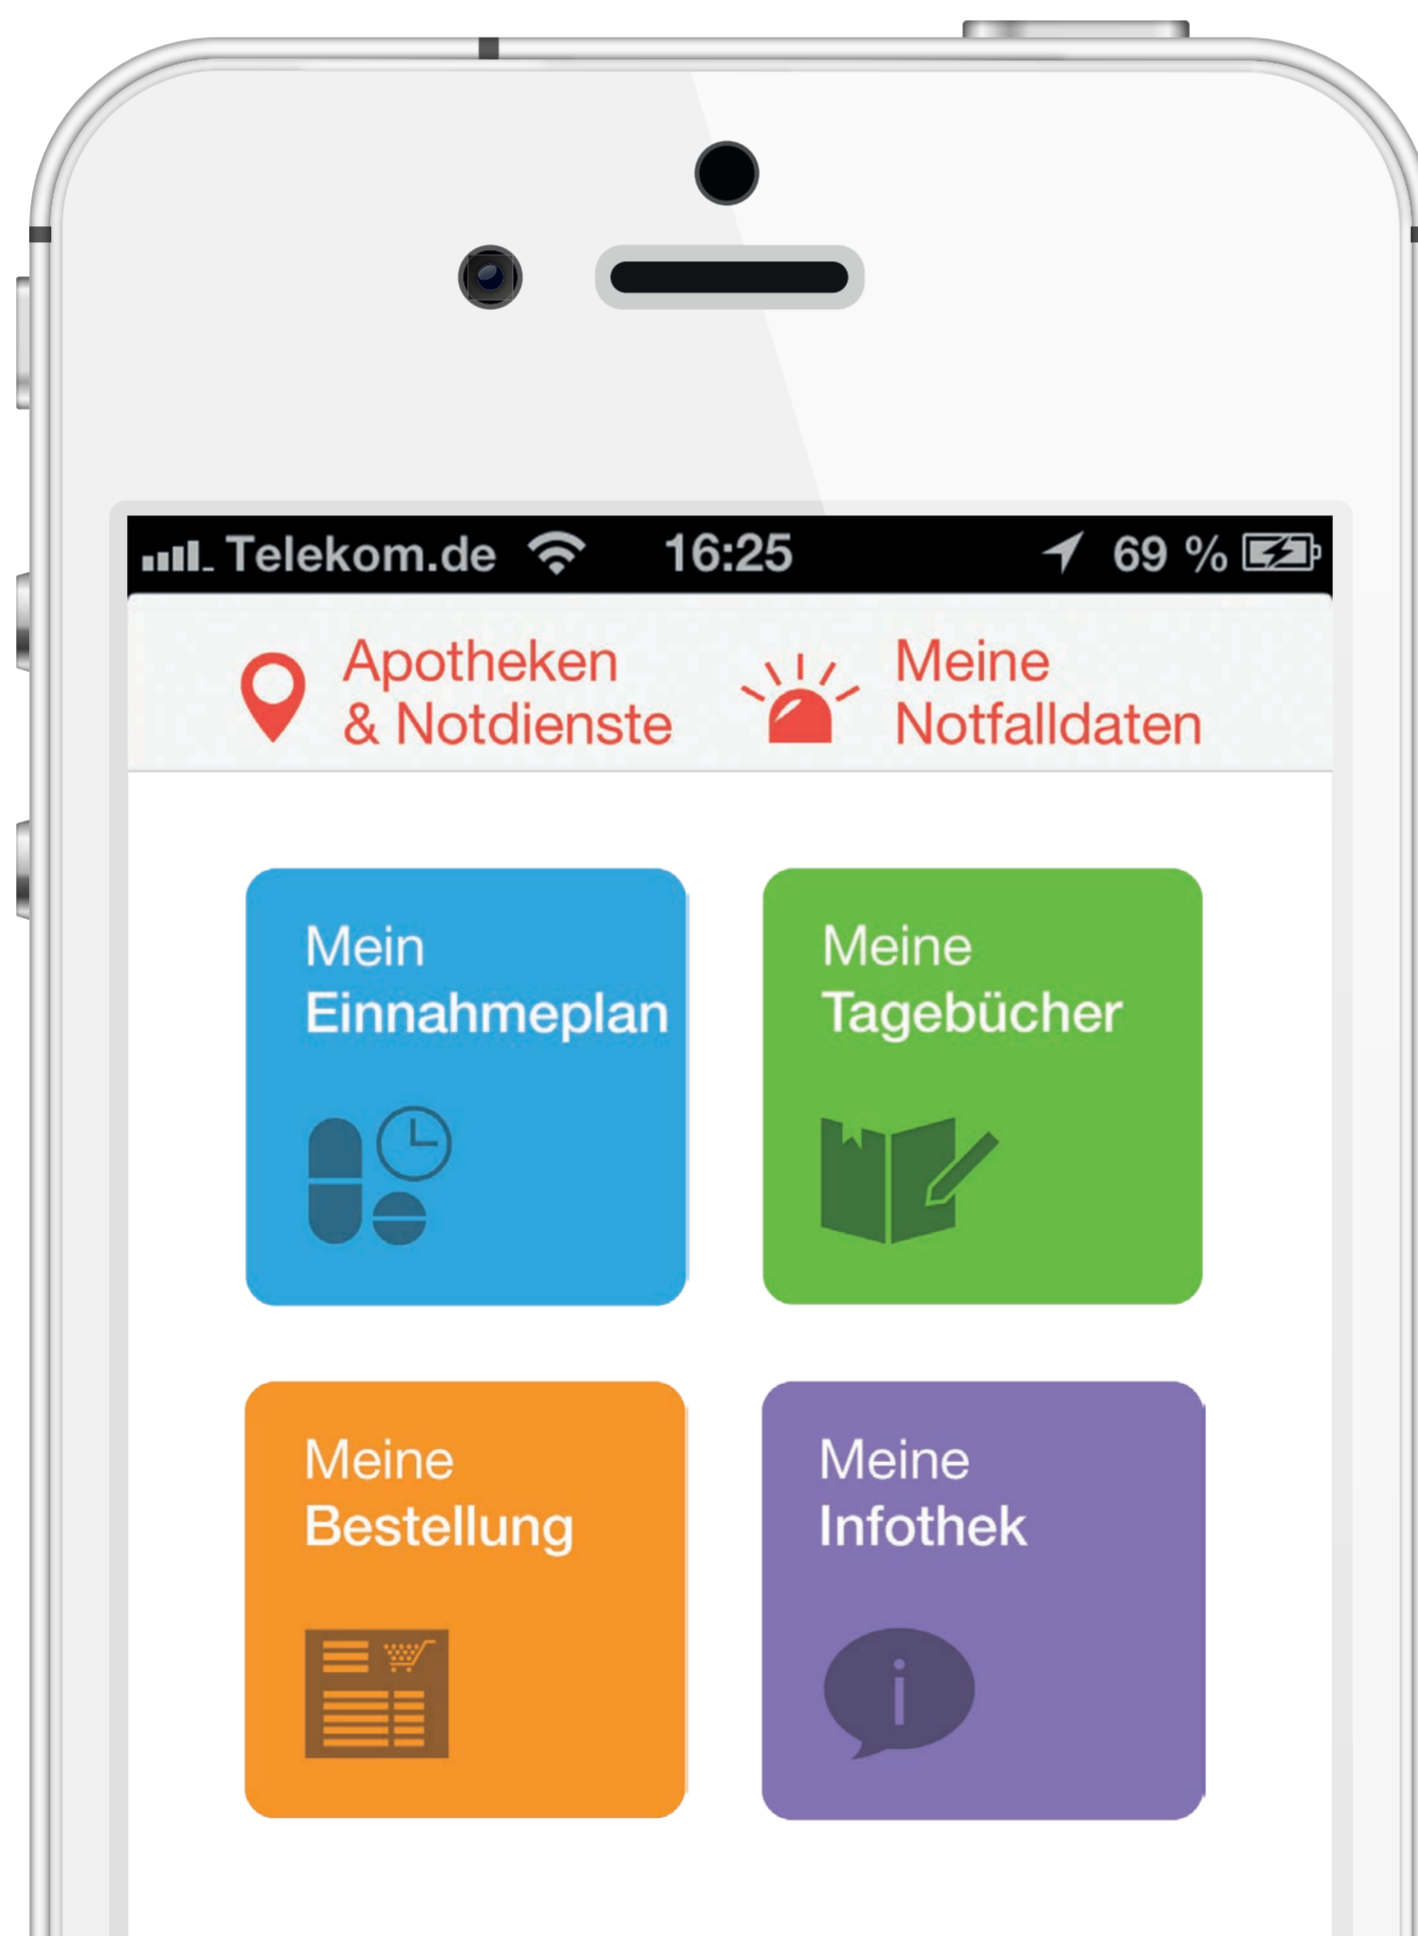 Telekom.de 16:25 69 %
Apotheken
& Notdienste
Meine
Notfalldaten
Mein
Einnahmeplan
Meine
Tagebücher
Meine
Bestellung
Meine
Infothek
i